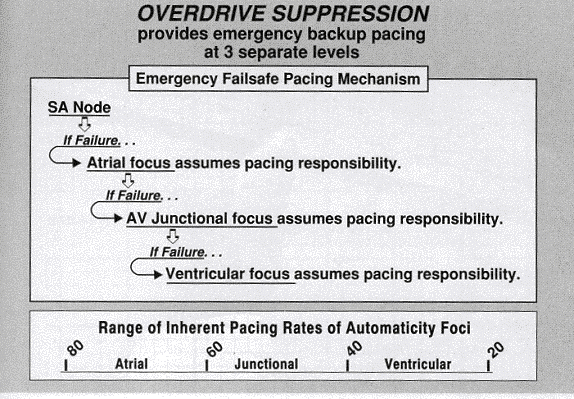 OVERDRIVE SUPPRESSION
provides emergency backup pacing
at 3 separate levels
Emergency Failsafe Pacing Mechanism
SA Node
If Failure. . .
Atrial focus assumes pacing responsibility.
If Failure. . .
AV Junctional focus assumes pacing responsibility.
If Failure. . .
Ventricular focus assumes pacing responsibility.
Range of Inherent Pacing Rates of Automaticity Foci
80 60 40 20
Atrial Junctional Ventricular